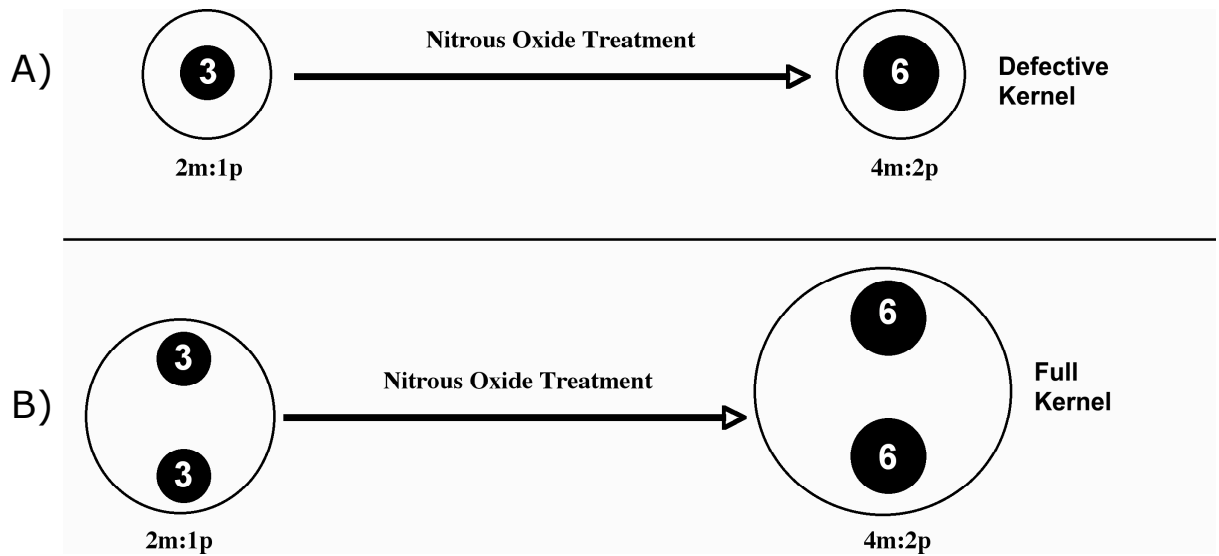 A)
3
Nitrous Oxide Treatment
6
Defective
Kernel
2m:1p
4m:2p
B)
3
3
Nitrous Oxide Treatment
6
6
Full
Kernel
2m:1p
4m:2p